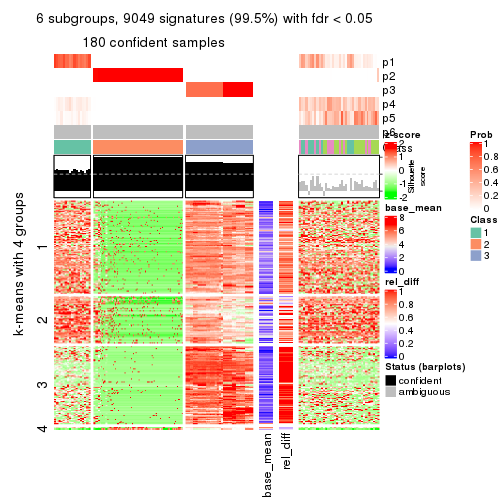 6 subgroups, 9049 signatures (99.5%) with fdr < 0.05
180 confident samples
p1
p2
p3
p4
p5
p6
Class
Silhouette
score
k-means with 4 groups
1
2
3
4
base_mean
rel_diff
z-score
2
1
0
-1
-2
base_mean
8
6
4
2
0
rel_diff
1
0.8
0.6
0.4
0.2
0
Status (barplots)
confident
ambiguous
Prob
1
0.8
0.6
0.4
0.2
0
Class
1
2
3